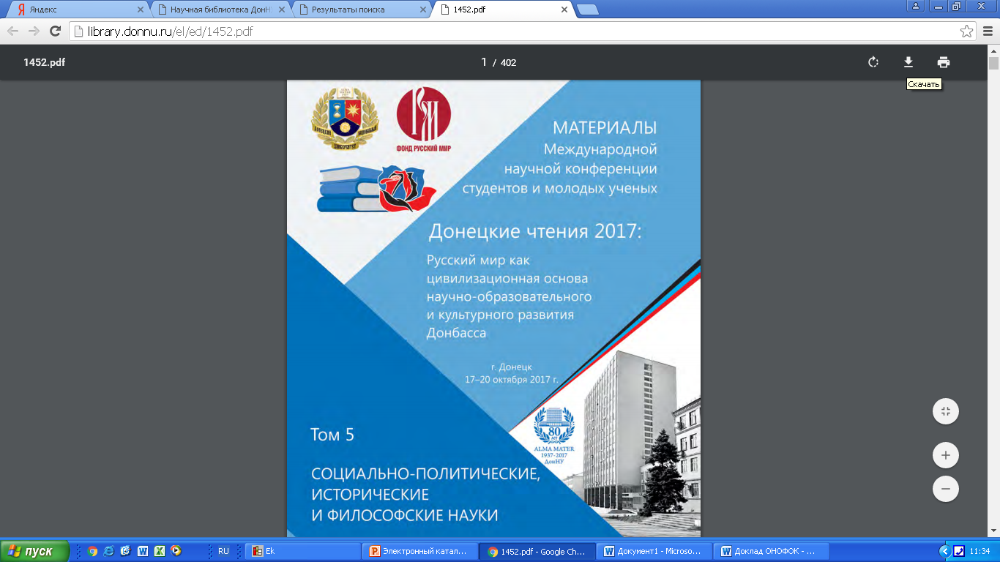 Яндекс
Научная библиотека ДонН
Результаты поиска
1452.pdf
library.donnu.ru/el/ed/1452.pdf
1452.pdf
1 / 402
Скачать
ФОНД РУССКИЙ МИР
МАТЕРИАЛЫ
Международной
научной конференции
студентов и молодых ученых
Донецкие чтения 2017:
Русский мир как
цивилизационная основа
научно-образовательного
и культурного развития
Донбасса
г. Донецк
17–20 октября 2017 г.
80
ЛЕТ
ALMA MATER
1937-2017
ДонНУ
Том 5
СОЦИАЛЬНО-ПОЛИТИЧЕСКИЕ,
ИСТОРИЧЕСКИЕ
И ФИЛОСОФСКИЕ НАУКИ
пуск
RU
Ek
Электронный катал...
1452.pdf - Google Ch...
Документ1 - Microso...
Доклад ОНОФОК - ...
11:34